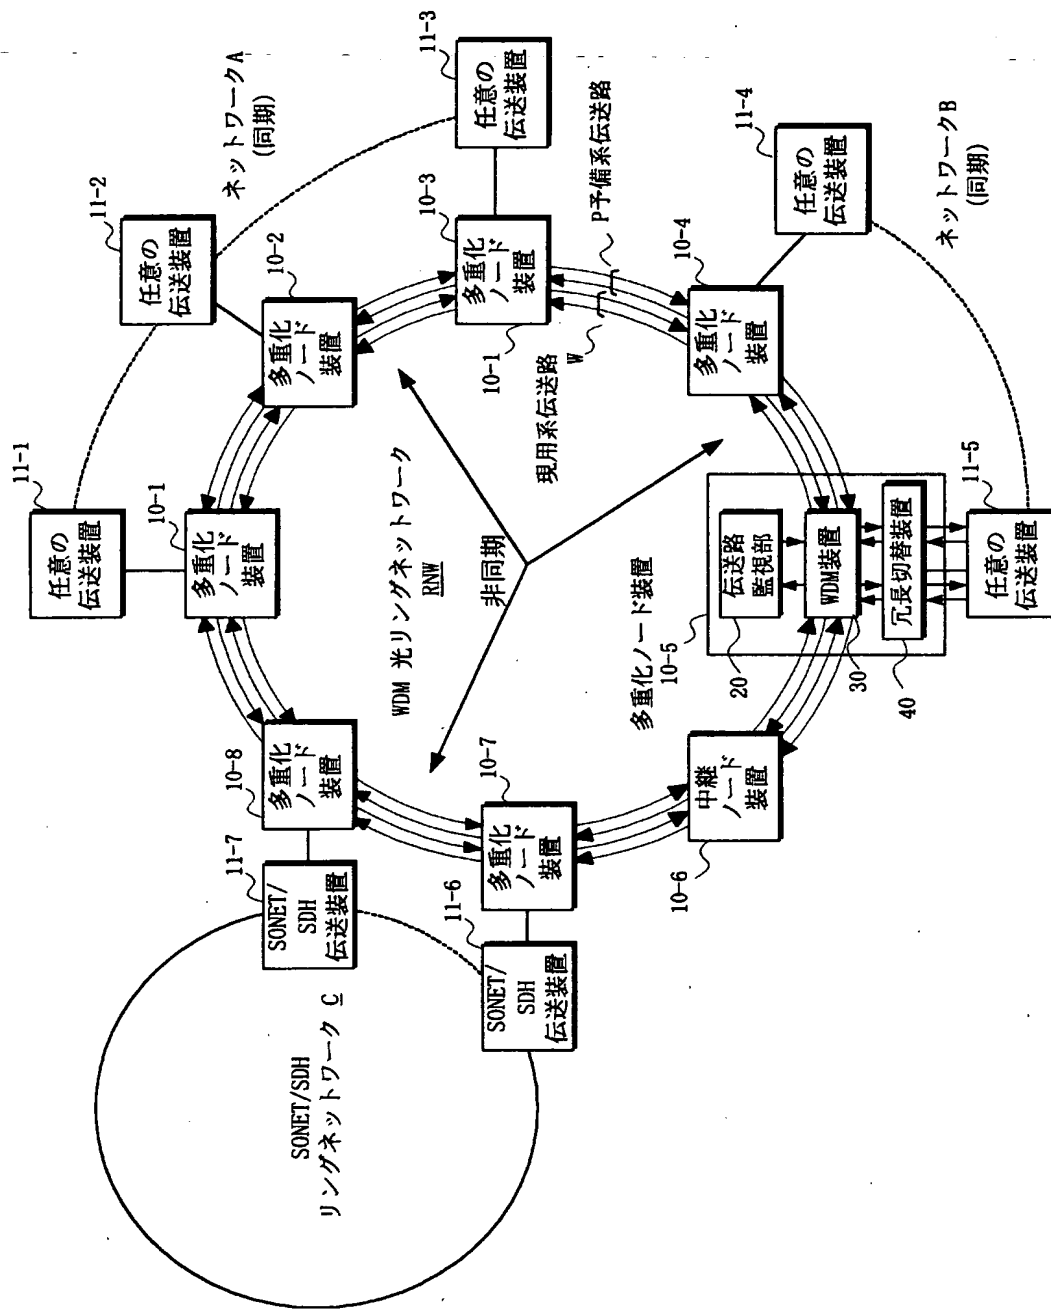 SONET/SDH
リングネットワーク C
11-7
SONET/
SDH
伝送装置
11-6
SONET/
SDH
伝送装置
10-8
多重化
ノード
装置
10-7
多重化
ノード
装置
10-6
中継
ノード
装置
11-1
任意の
伝送装置
10-1
多重化
ノード
装置
WDM 光リングネットワーク
RNW
非同期
多重化ノード装置
10-5
20
伝送路
監視部
30
WDM装置
40
冗長切替装置
11-5
任意の
伝送装置
11-2
任意の
伝送装置
10-2
多重化
ノード
装置
10-3
多重化
ノード
装置
10-1
現用系伝送路
W
P予備系伝送路
10-4
多重化
ノード
装置
ネットワークA
(同期)
11-3
任意の
伝送装置
11-4
任意の
伝送装置
ネットワークB
(同期)